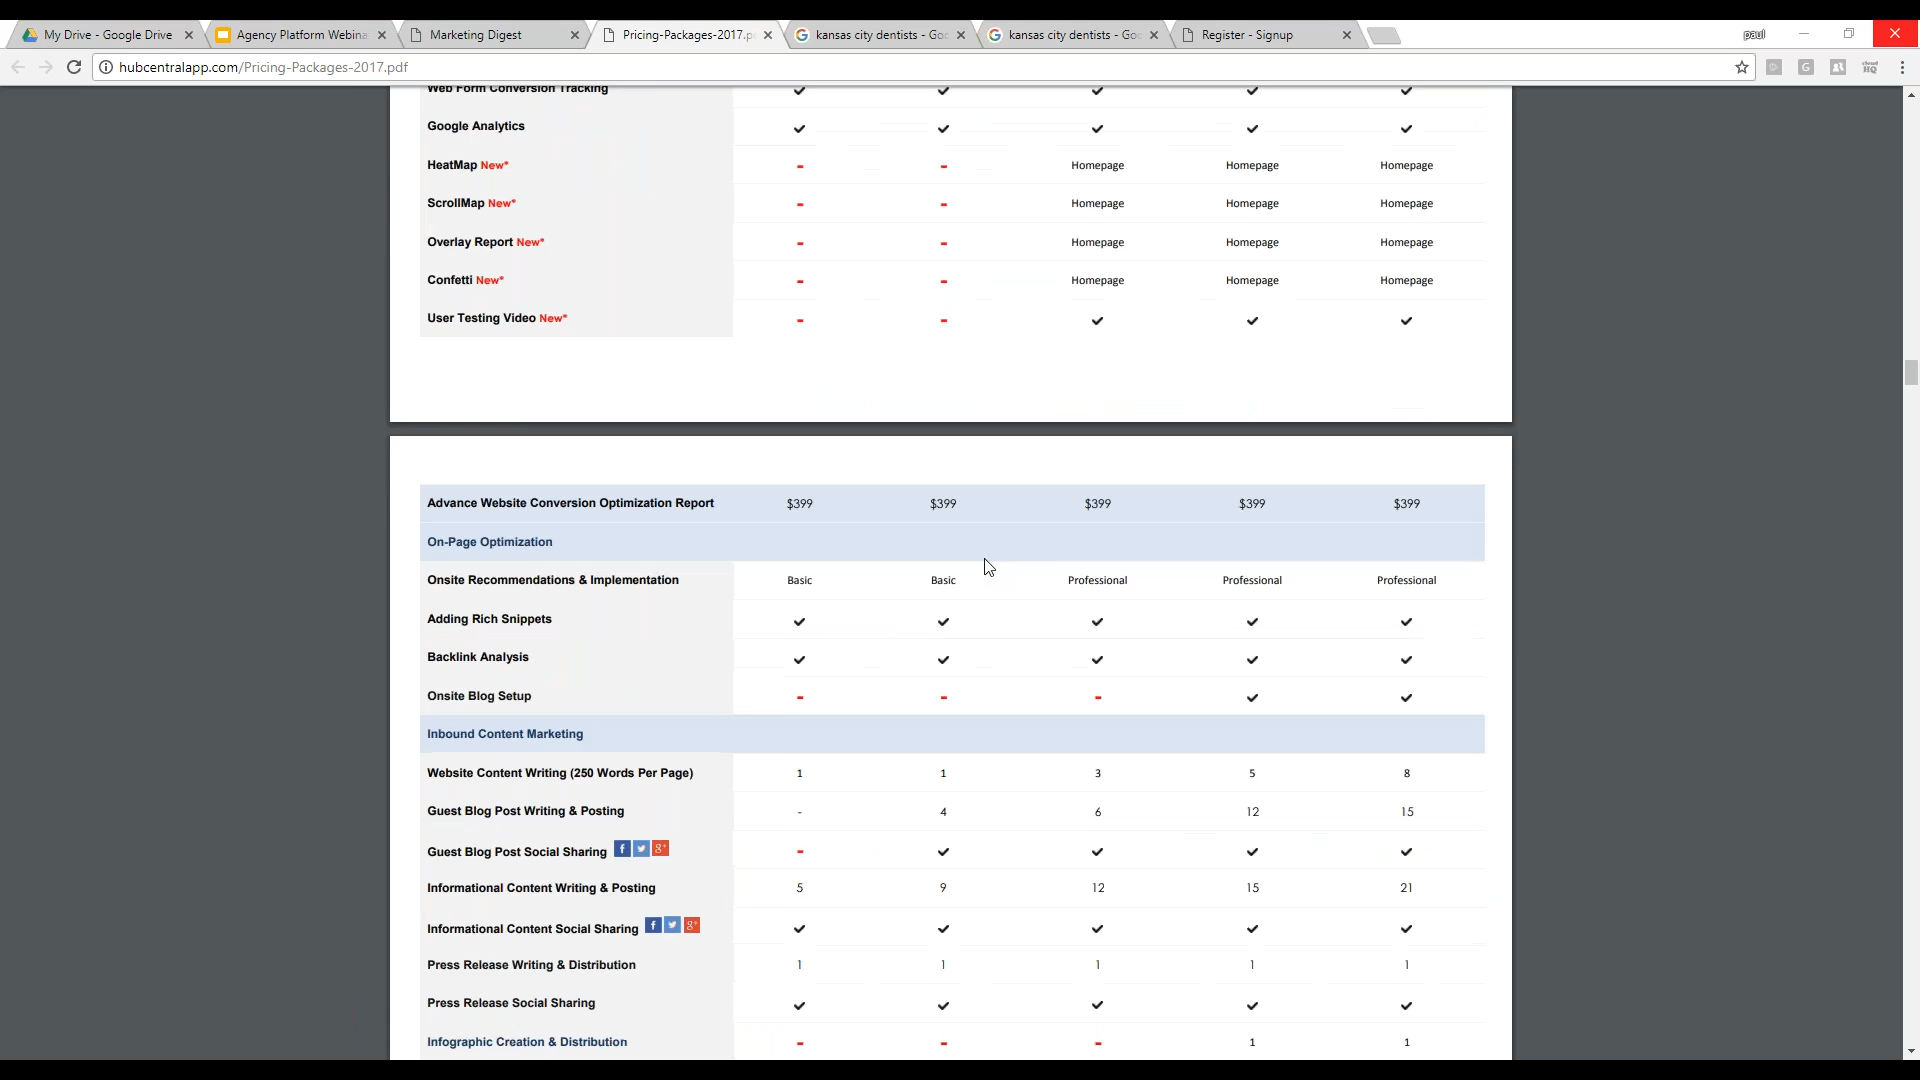 My Drive - Google Drive
Agency Platform Webina
Marketing Digest
Pricing-Packages-2017.p
kansas city dentists - Goo
kansas city dentists - Goo
Register - Signup
paul
hubcentralapp.com/Pricing-Packages-2017.pdf
Web Form Conversion Tracking ✔ ✔ ✔ ✔ ✔
Google Analytics ✔ ✔ ✔ ✔ ✔
HeatMap New* - - Homepage Homepage Homepage
ScrollMap New* - - Homepage Homepage Homepage
Overlay Report New* - - Homepage Homepage Homepage
Confetti New* - - Homepage Homepage Homepage
User Testing Video New* - - ✔ ✔ ✔
Advance Website Conversion Optimization Report $399 $399 $399 $399 $399
On-Page Optimization
Onsite Recommendations & Implementation Basic Basic Professional Professional Professional
Adding Rich Snippets ✔ ✔ ✔ ✔ ✔
Backlink Analysis ✔ ✔ ✔ ✔ ✔
Onsite Blog Setup - - - ✔ ✔
Inbound Content Marketing
Website Content Writing (250 Words Per Page) 1 1 3 5 8
Guest Blog Post Writing & Posting - 4 6 12 15
Guest Blog Post Social Sharing - ✔ ✔ ✔ ✔
Informational Content Writing & Posting 5 9 12 15 21
Informational Content Social Sharing ✔ ✔ ✔ ✔ ✔
Press Release Writing & Distribution 1 1 1 1 1
Press Release Social Sharing ✔ ✔ ✔ ✔ ✔
Infographic Creation & Distribution - - - 1 1